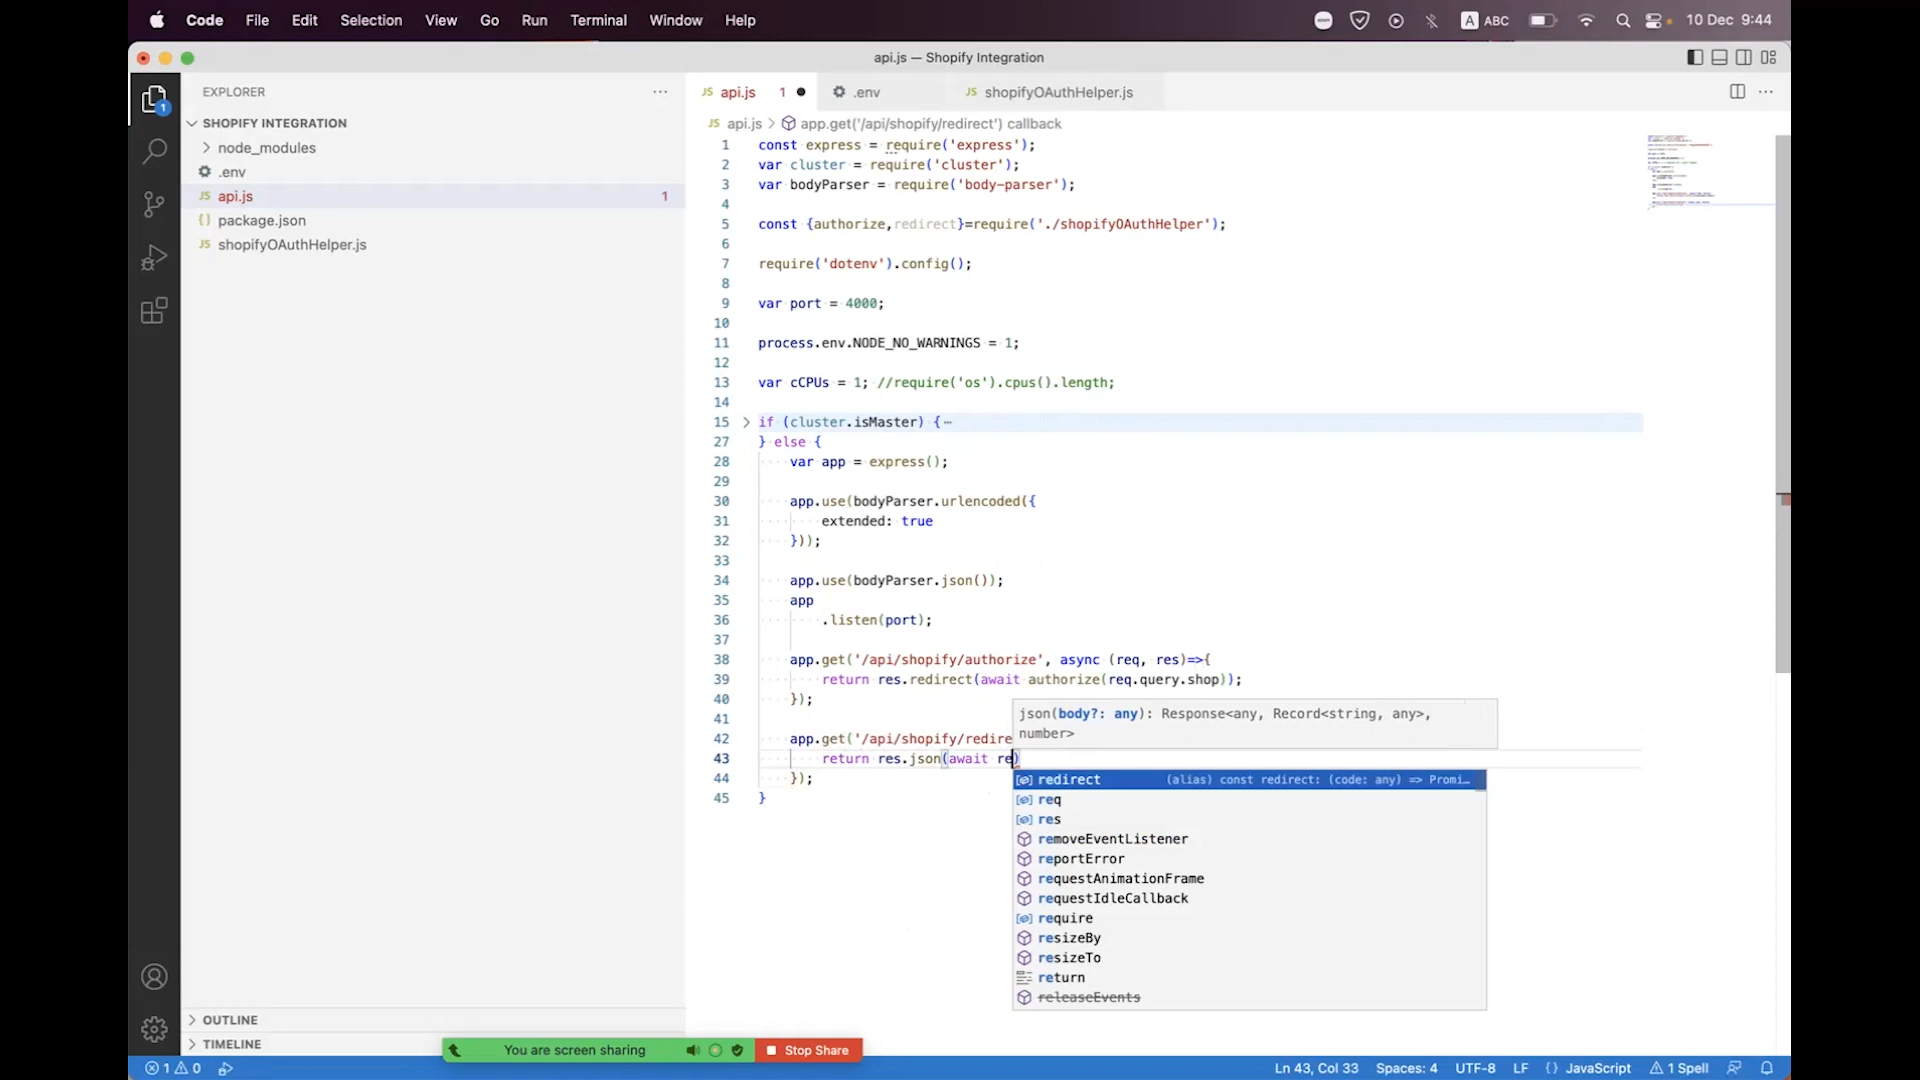 Code File Edit Selection View Go Run Terminal Window Help A ABC 10 Dec 9:44
api.js — Shopify Integration
EXPLORER
SHOPIFY INTEGRATION
node_modules
.env
JS api.js 1
{} package.json
JS shopifyOAuthHelper.js
OUTLINE
TIMELINE
1
JS api.js 1 .env JS shopifyOAuthHelper.js
JS api.js > app.get('/api/shopify/redirect') callback
1 const express = require('express');
2 var cluster = require('cluster');
3 var bodyParser = require('body-parser');
4
5 const {authorize,redirect}=require('./shopifyOAuthHelper');
6
7 require('dotenv').config();
8
9 var port = 4000;
10
11 process.env.NODE_NO_WARNINGS = 1;
12
13 var cCPUs = 1; //require('os').cpus().length;
14
15 if (cluster.isMaster) {⋯
27 } else {
28 var app = express();
29
30 app.use(bodyParser.urlencoded({
31 extended: true
32 }));
33
34 app.use(bodyParser.json());
35 app
36 .listen(port);
37
38 app.get('/api/shopify/authorize', async (req, res)=>{
39 return res.redirect(await authorize(req.query.shop));
40 });
41
42 app.get('/api/shopify/redire
43 return res.json(await re)
44 });
45 }
json(body?: any): Response<any, Record<string, any>,
number>
redirect (alias) const redirect: (code: any) => Promi…
req
res
removeEventListener
reportError
requestAnimationFrame
requestIdleCallback
require
resizeBy
resizeTo
return
releaseEvents
You are screen sharing Stop Share
1 0 Ln 43, Col 33 Spaces: 4 UTF-8 LF {} JavaScript 1 Spell